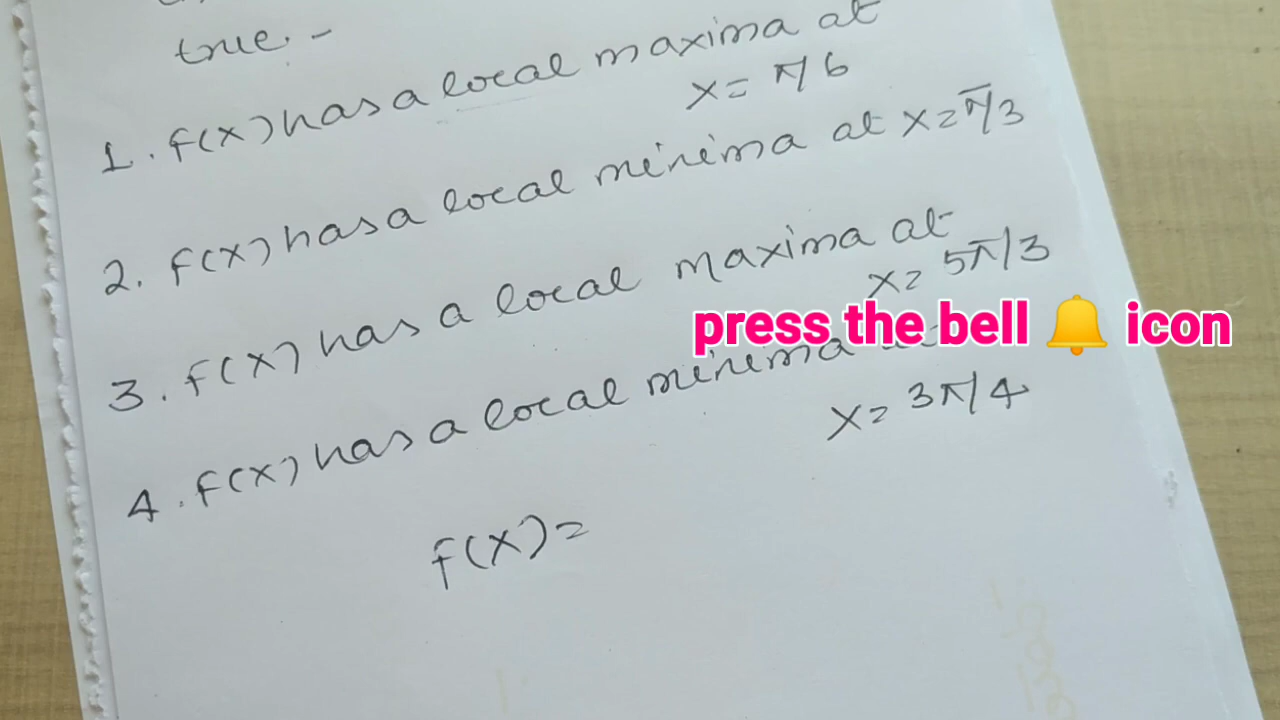 true. -
1. f(x) has a local maxima at
x = π/6
2. f(x) has a local minima at x = π/3
3. f(x) has a local maxima at
x = 5π/3
press the bell 🔔 icon
4. f(x) has a local minima
x = 3π/4
f(x) =